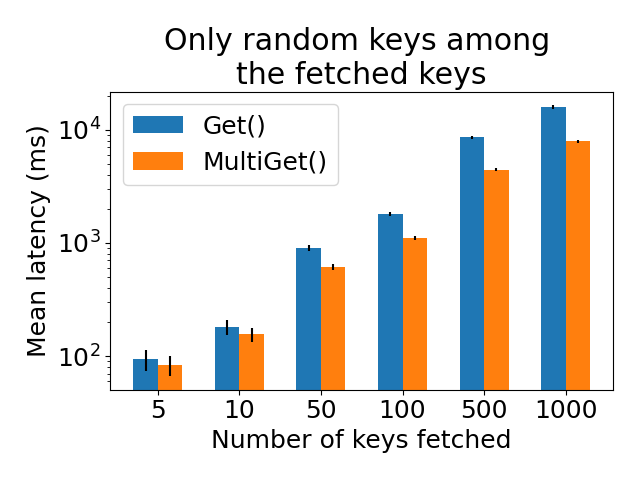 Only random keys among
the fetched keys
Get()
MultiGet()
Mean latency (ms)
10⁴
10³
10²
5 10 50 100 500 1000
Number of keys fetched